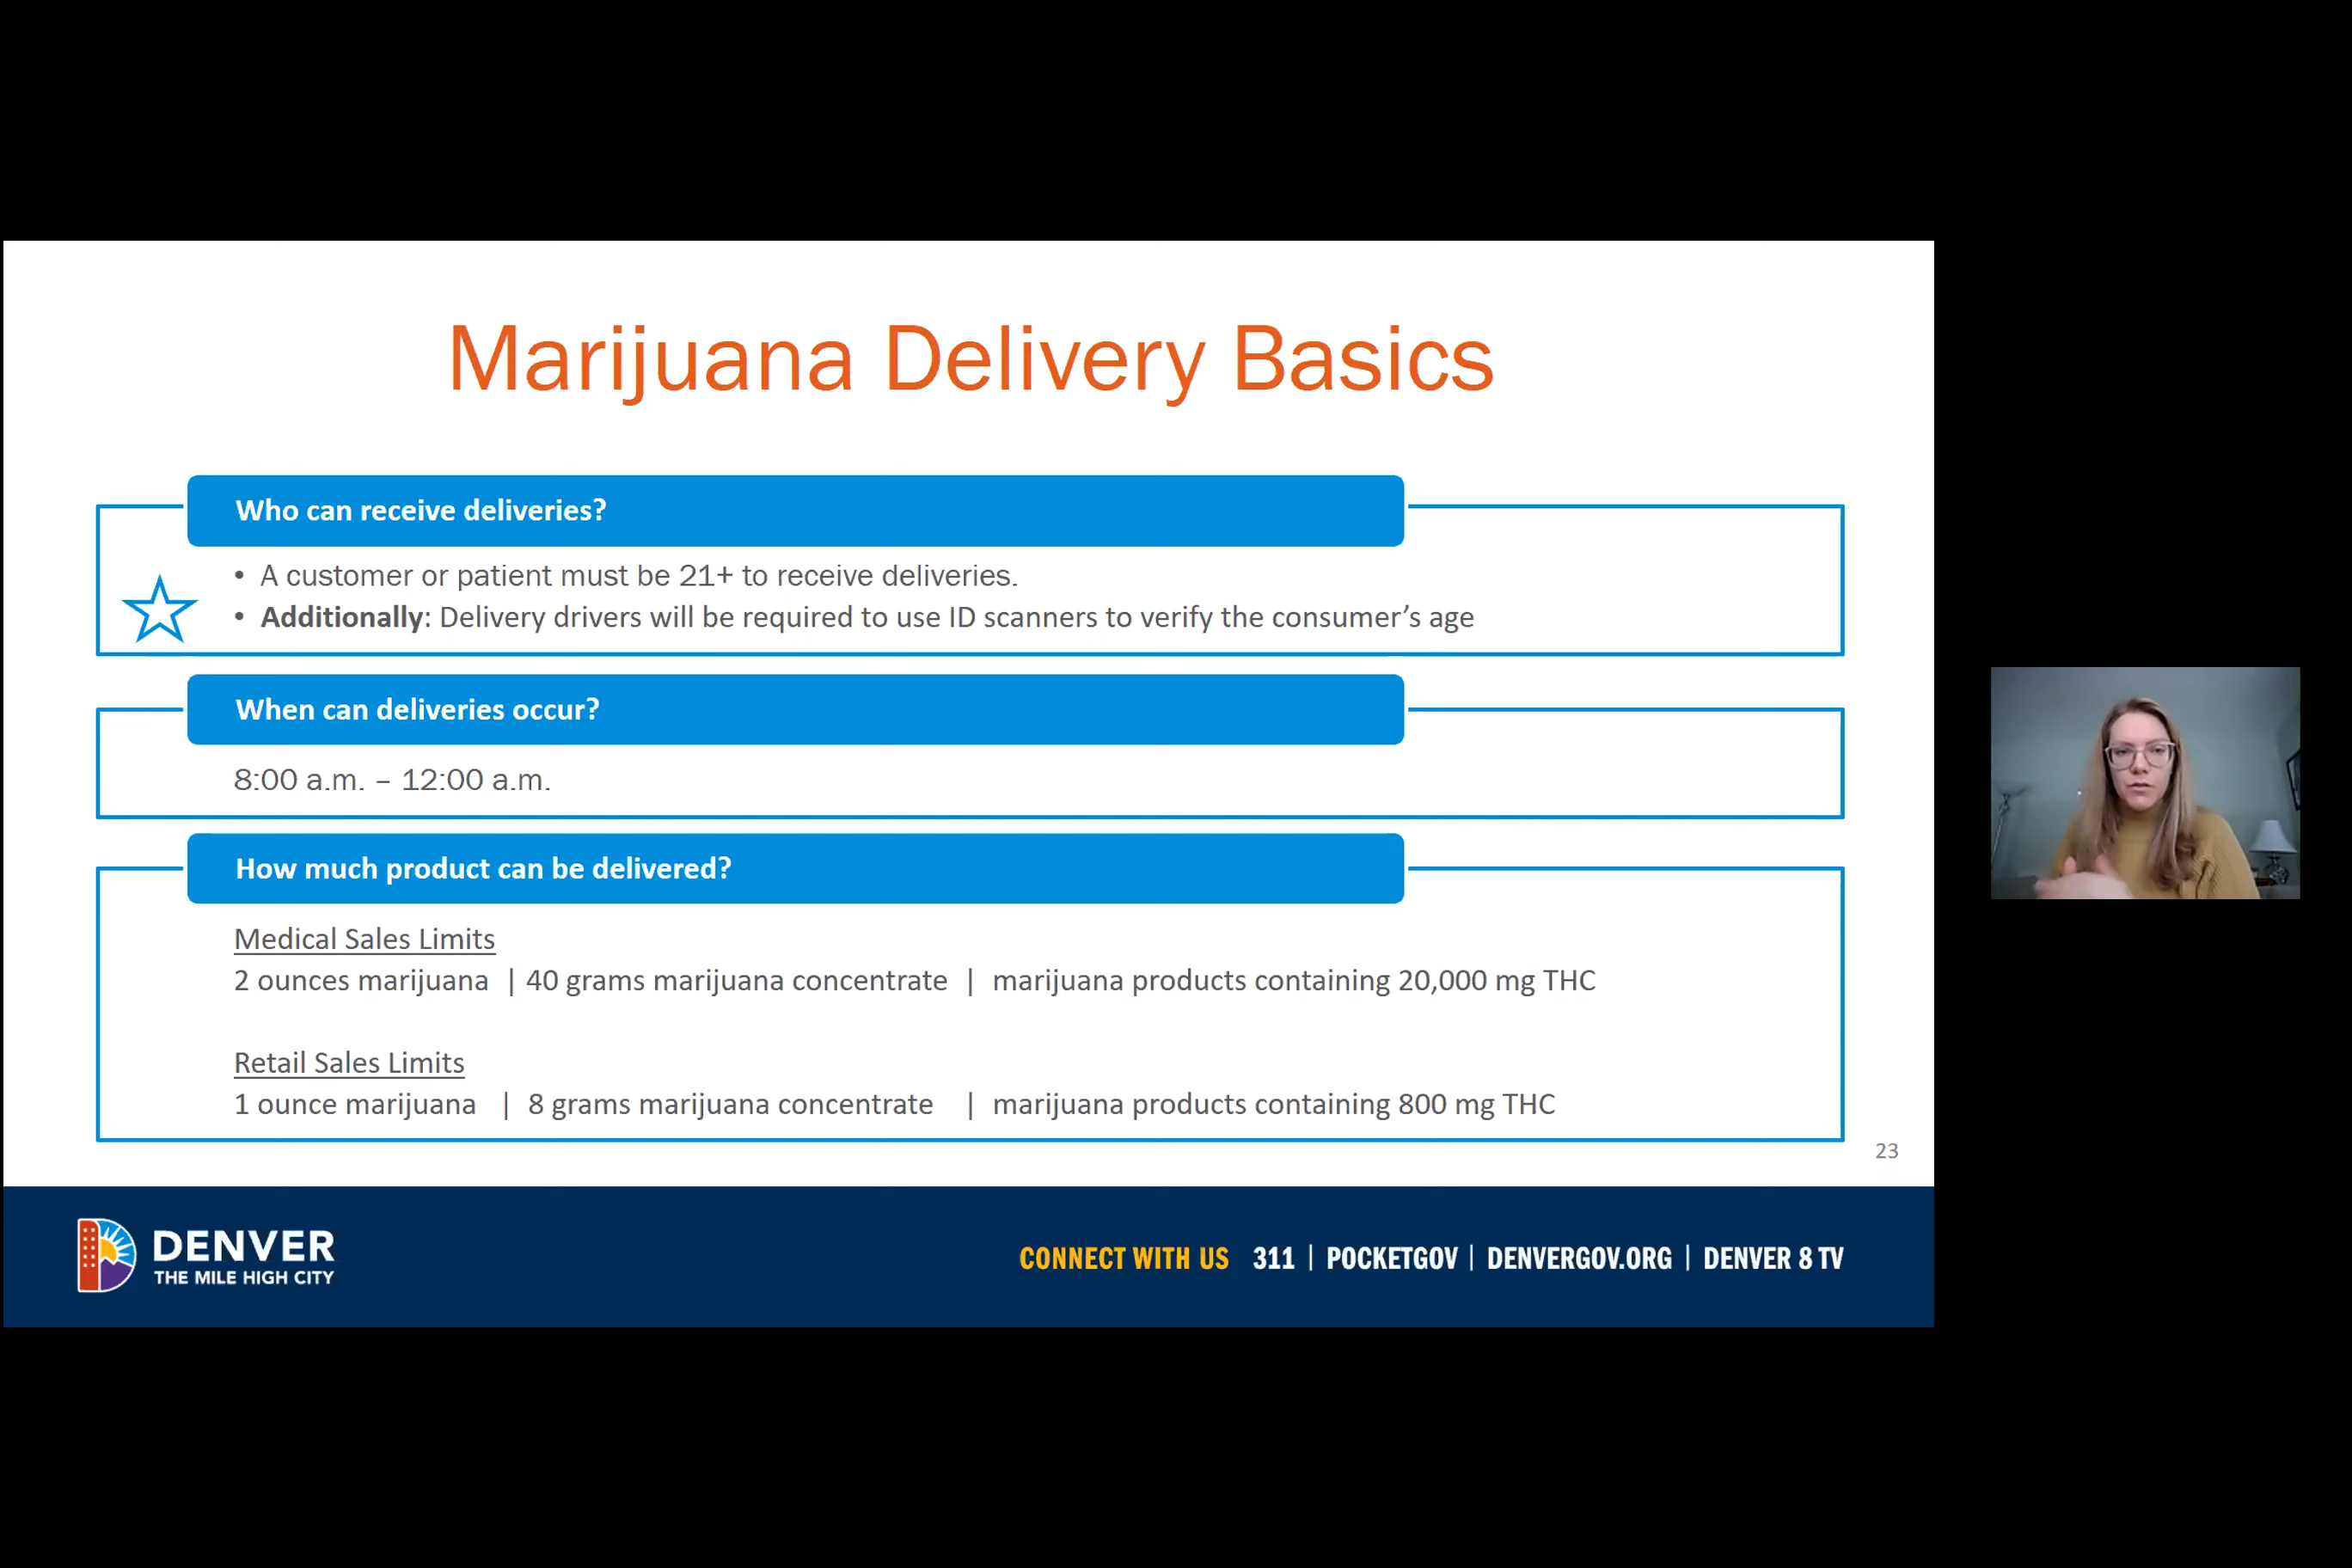 Marijuana Delivery Basics
Who can receive deliveries?
• A customer or patient must be 21+ to receive deliveries.
• Additionally: Delivery drivers will be required to use ID scanners to verify the consumer's age
When can deliveries occur?
8:00 a.m. – 12:00 a.m.
How much product can be delivered?
Medical Sales Limits
2 ounces marijuana | 40 grams marijuana concentrate | marijuana products containing 20,000 mg THC
Retail Sales Limits
1 ounce marijuana | 8 grams marijuana concentrate | marijuana products containing 800 mg THC
23
DENVER
THE MILE HIGH CITY
CONNECT WITH US 311 | POCKETGOV | DENVERGOV.ORG | DENVER 8 TV